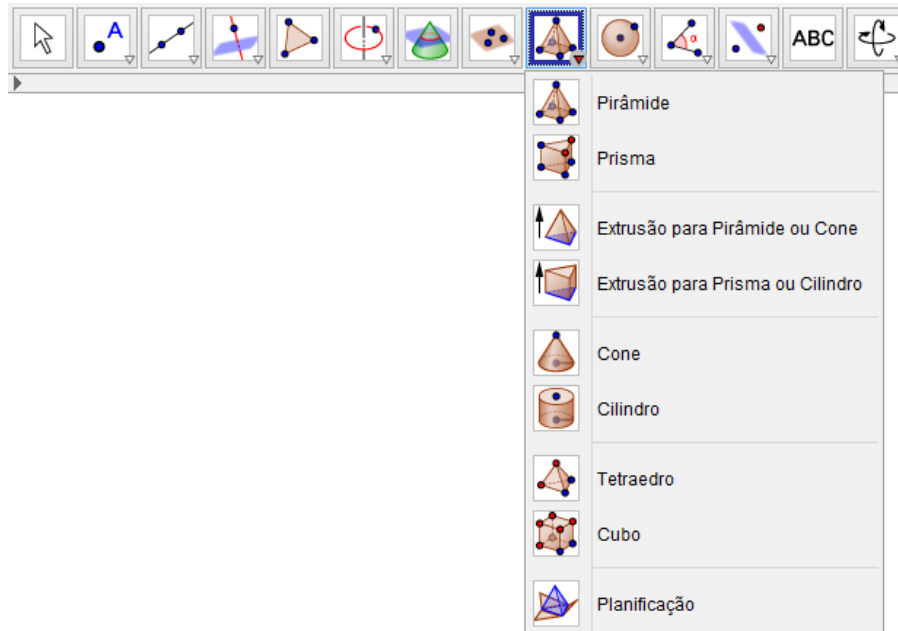 A
α
ABC
Pirâmide
Prisma
Extrusão para Pirâmide ou Cone
Extrusão para Prisma ou Cilindro
Cone
Cilindro
Tetraedro
Cubo
Planificação